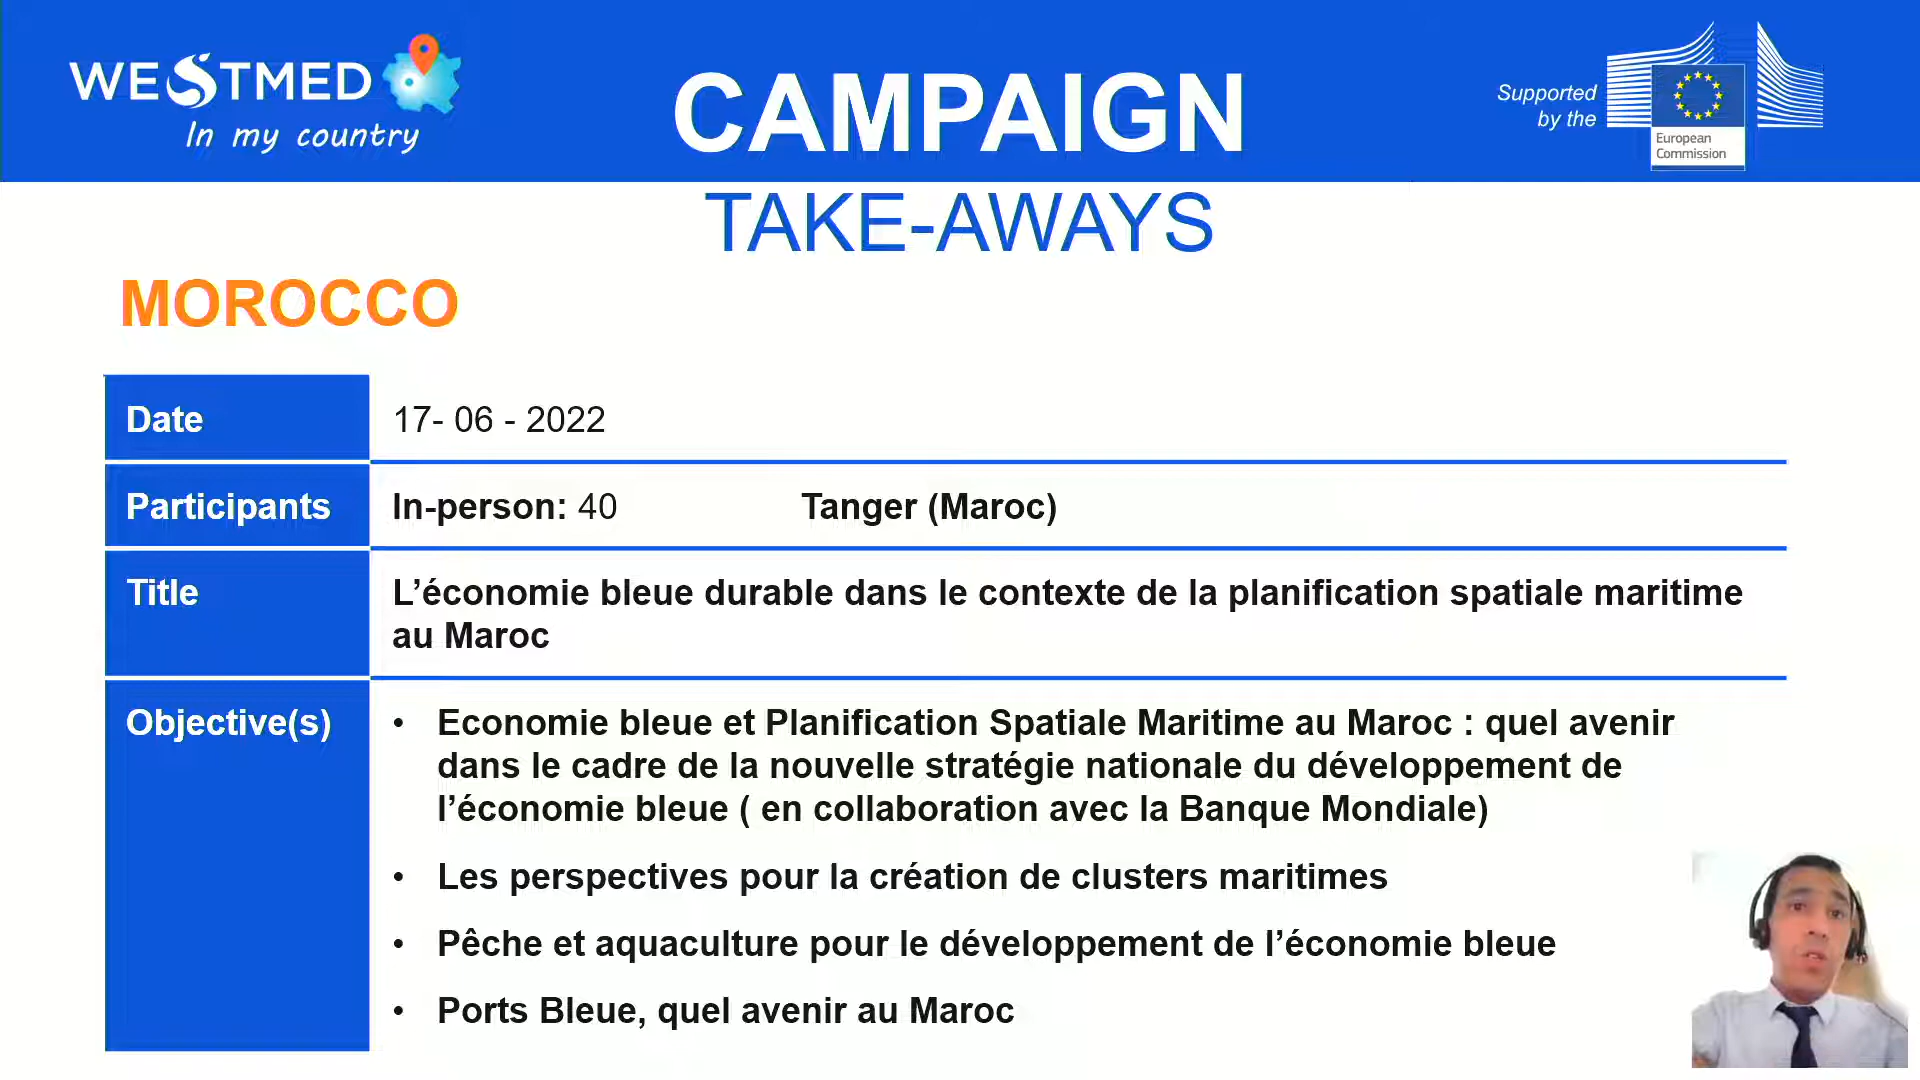 WESTMED
In my country
CAMPAIGN
Supported
by the
European
Commission
TAKE-AWAYS
MOROCCO
Date
17- 06 - 2022
Participants
In-person: 40
Tanger (Maroc)
Title
L’économie bleue durable dans le contexte de la planification spatiale maritime
au Maroc
Objective(s)
• Economie bleue et Planification Spatiale Maritime au Maroc : quel avenir
dans le cadre de la nouvelle stratégie nationale du développement de
l’économie bleue ( en collaboration avec la Banque Mondiale)
• Les perspectives pour la création de clusters maritimes
• Pêche et aquaculture pour le développement de l’économie bleue
• Ports Bleue, quel avenir au Maroc